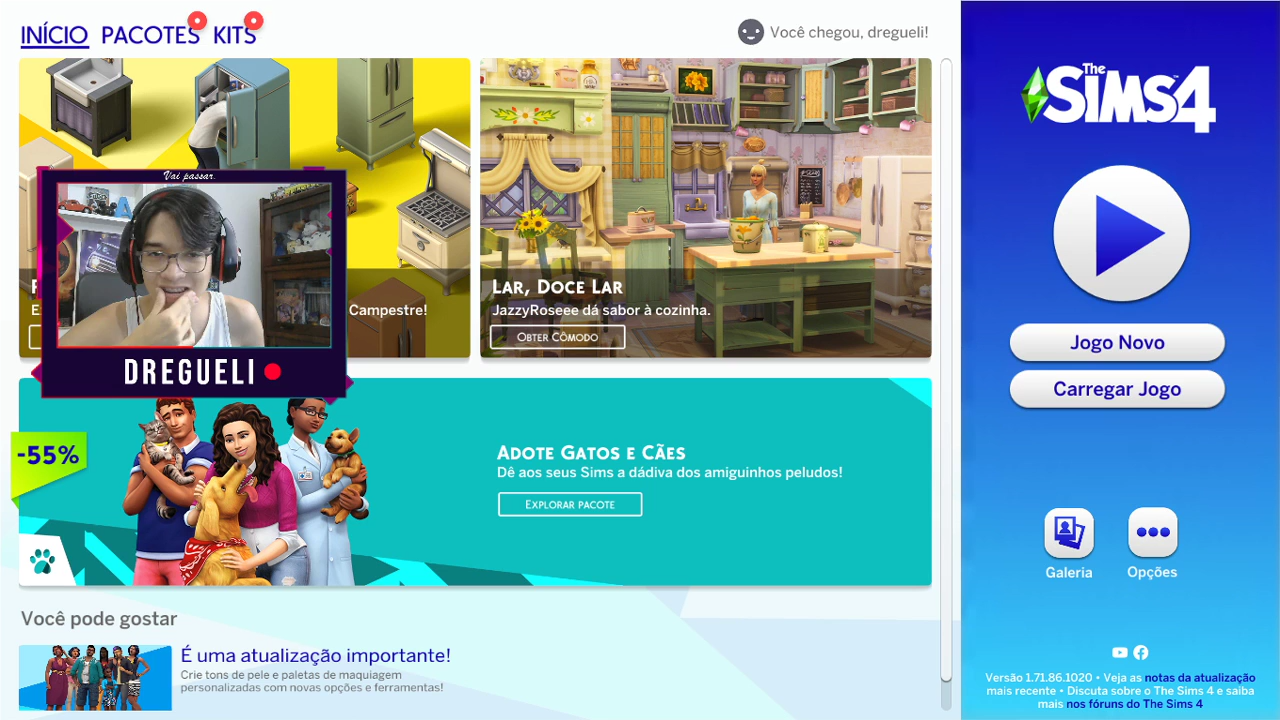 INÍCIO PACOTES KITS
Você chegou, dregueli!
The SIMS 4
Vai passar.
DREGUELI
Campestre!
LAR, DOCE LAR
JazzyRoseee dá sabor à cozinha.
OBTER CÔMODO
-55%
ADOTE GATOS E CÃES
Dê aos seus Sims a dádiva dos amiguinhos peludos!
EXPLORAR PACOTE
Você pode gostar
É uma atualização importante!
Crie tons de pele e paletas de maquiagem
personalizadas com novas opções e ferramentas!
Jogo Novo
Carregar Jogo
Galeria
Opções
Versão 1.71.86.1020 • Veja as notas da atualização
mais recente • Discuta sobre o The Sims 4 e saiba
mais nos fóruns do The Sims 4